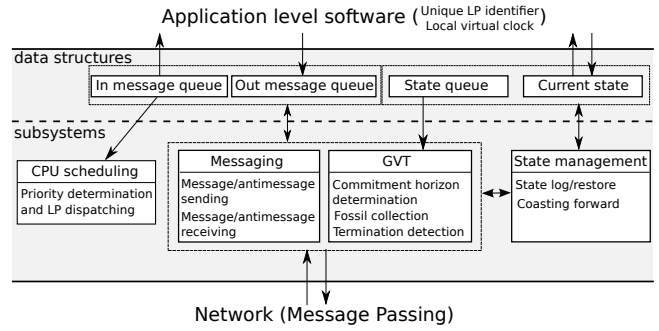 Application level software (Unique LP identifier
Local virtual clock)
data structures
In message queue
Out message queue
State queue
Current state
subsystems
CPU scheduling
Priority determination
and LP dispatching
Messaging
Message/antimessage
sending
Message/antimessage
receiving
GVT
Commitment horizon
determination
Fossil collection
Termination detection
State management
State log/restore
Coasting forward
Network (Message Passing)